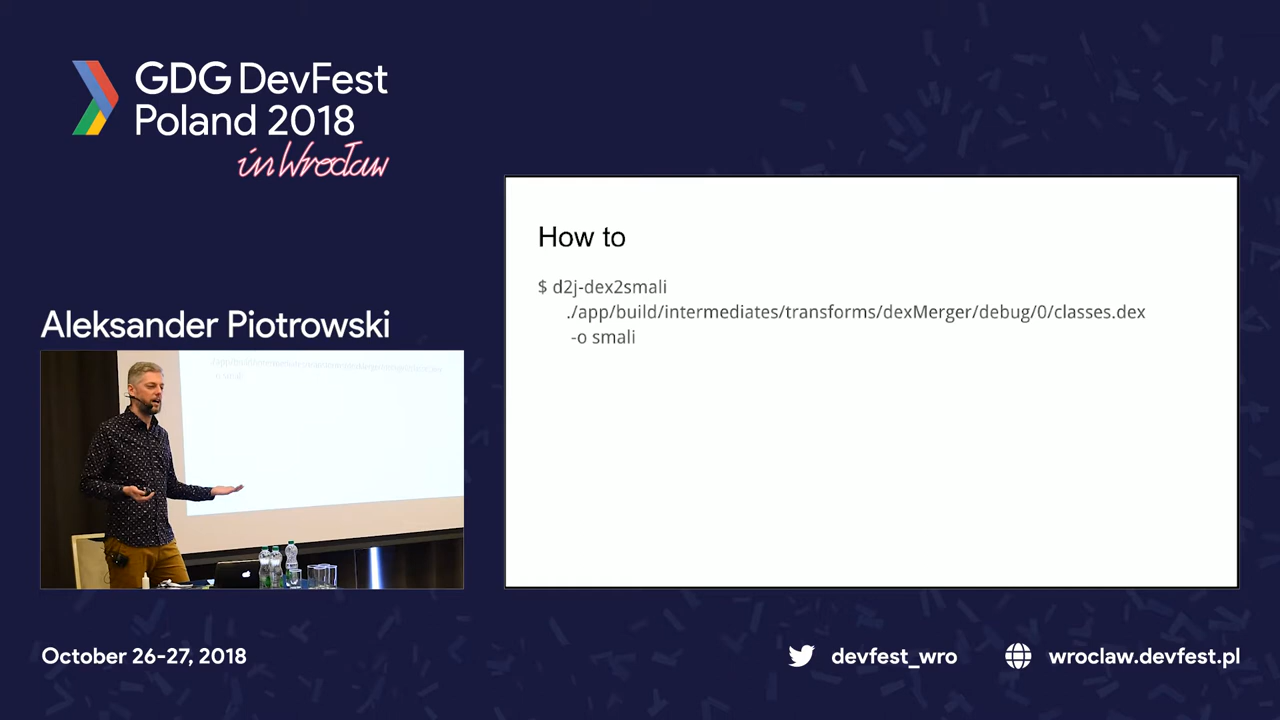 GDG DevFest
Poland 2018
in Wrocław
How to
$ d2j-dex2smali
./app/build/intermediates/transforms/dexMerger/debug/0/classes.dex
-o smali
Aleksander Piotrowski
October 26-27, 2018
devfest_wro
wroclaw.devfest.pl